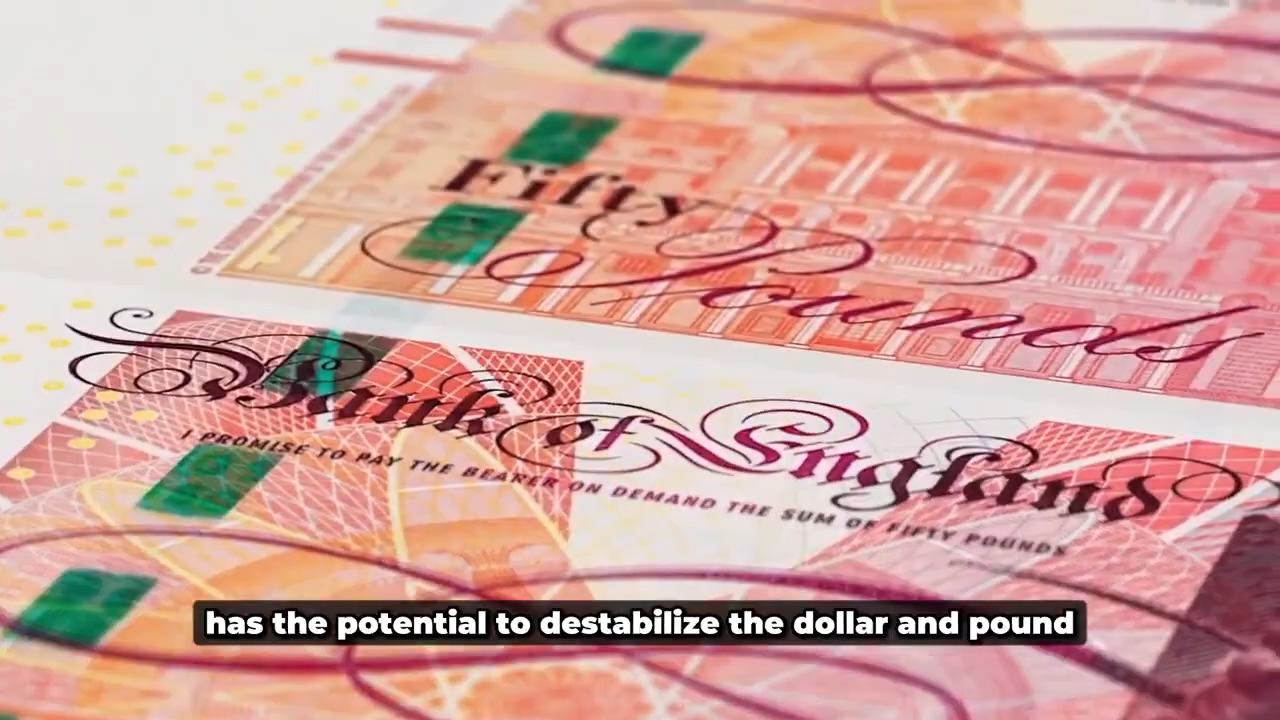 Fifty
Pounds
Bank of England
I PROMISE TO PAY THE BEARER ON DEMAND THE SUM OF FIFTY POUNDS
has the potential to destabilize the dollar and pound